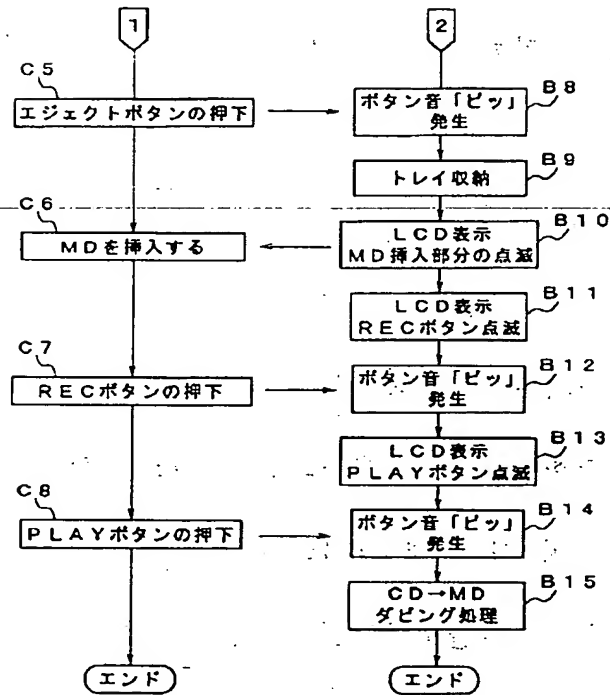 1
2
C5
エジェクトボタンの押下
B8
ボタン音「ピッ」
発生
B9
トレイ収納
C6
MDを挿入する
B10
LCD表示
MD挿入部分の点滅
B11
LCD表示
RECボタン点滅
C7
RECボタンの押下
B12
ボタン音「ピッ」
発生
B13
LCD表示
PLAYボタン点滅
C8
PLAYボタンの押下
B14
ボタン音「ピッ」
発生
B15
CD→MD
ダビング処理
エンド
エンド